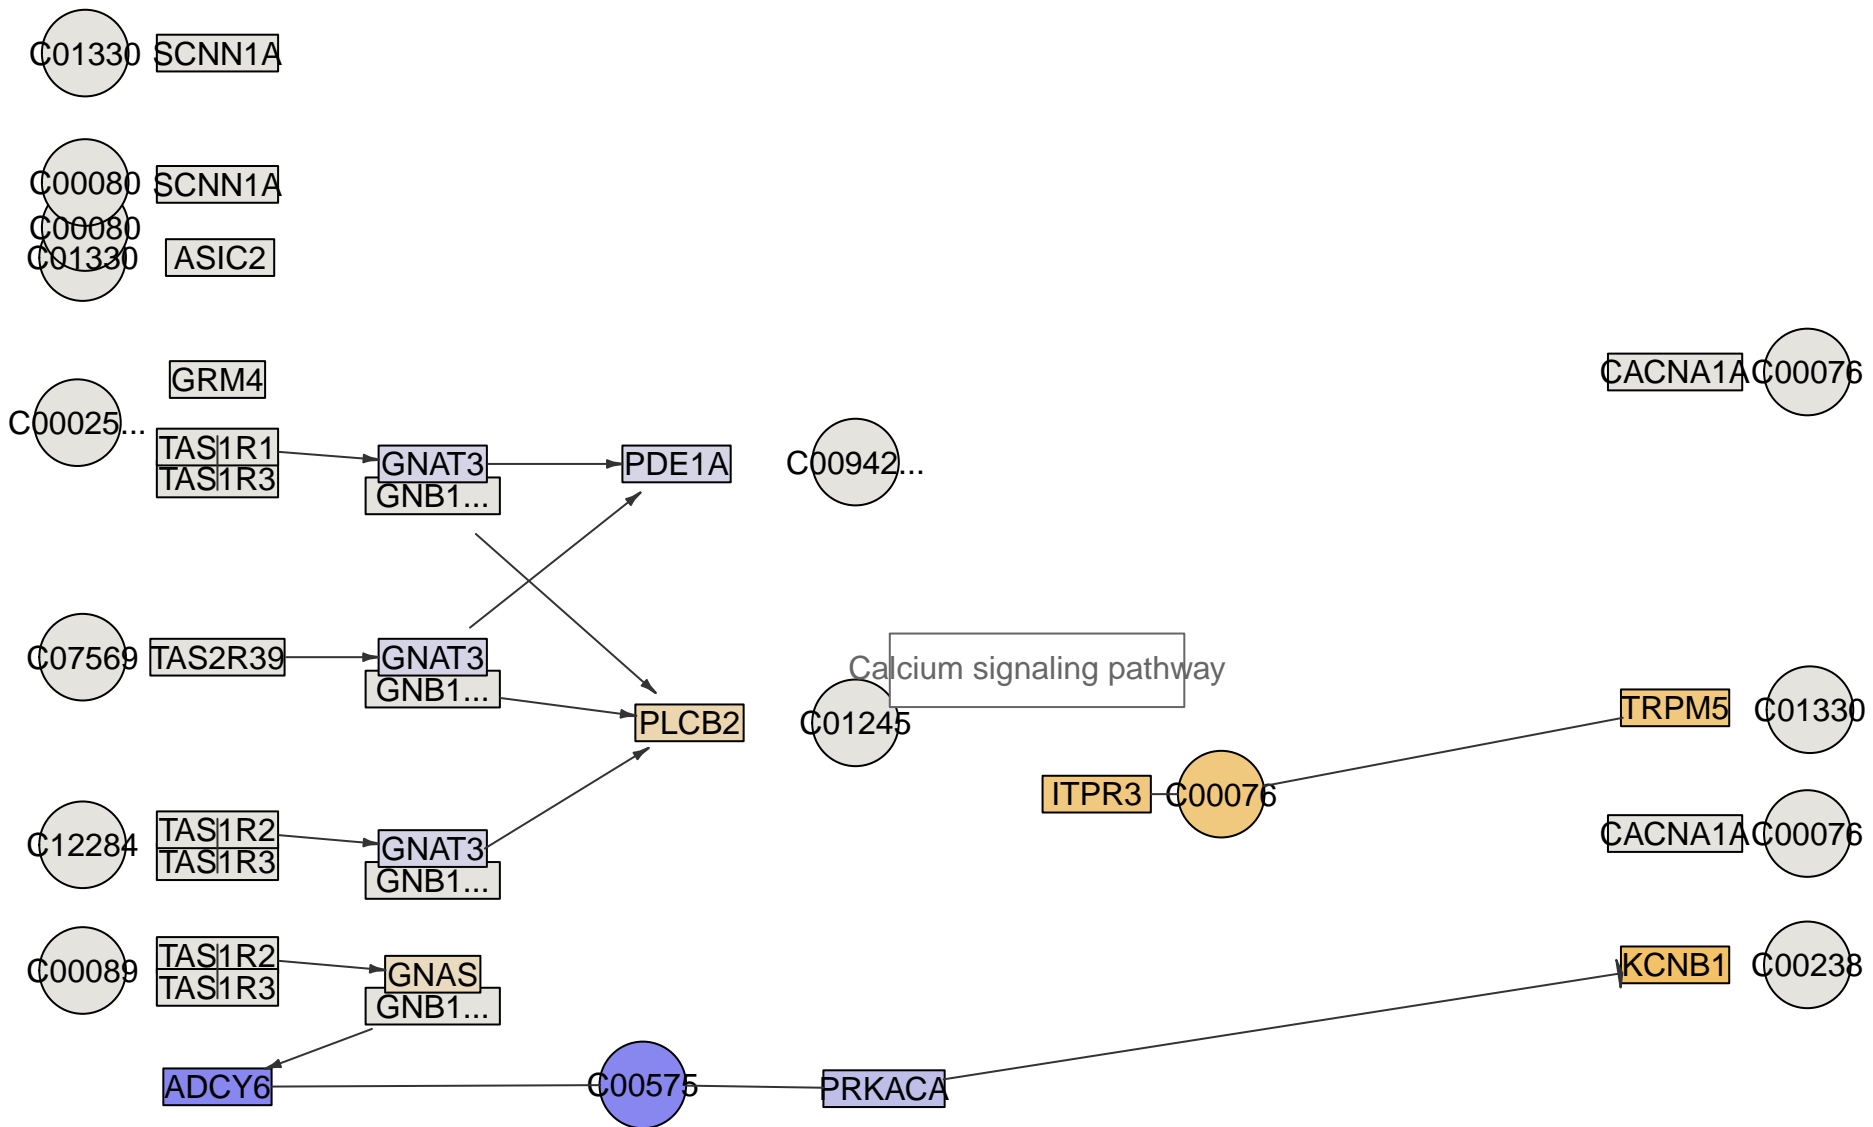 C01330
SCNN1A
C00080
SCNN1A
C00080
C01330
ASIC2
GRM4
CACNA1A
C00076
C00025...
TAS1R1
TAS1R3
GNAT3
GNB1...
PDE1A
C00942...
C07569
TAS2R39
GNAT3
GNB1...
Calcium signaling pathway
PLCB2
C01245
TRPM5
C01330
ITPR3
C00076
C12284
TAS1R2
TAS1R3
GNAT3
GNB1...
CACNA1A
C00076
C00089
TAS1R2
TAS1R3
GNAS
GNB1...
KCNB1
C00238
ADCY6
C00575
PRKACA